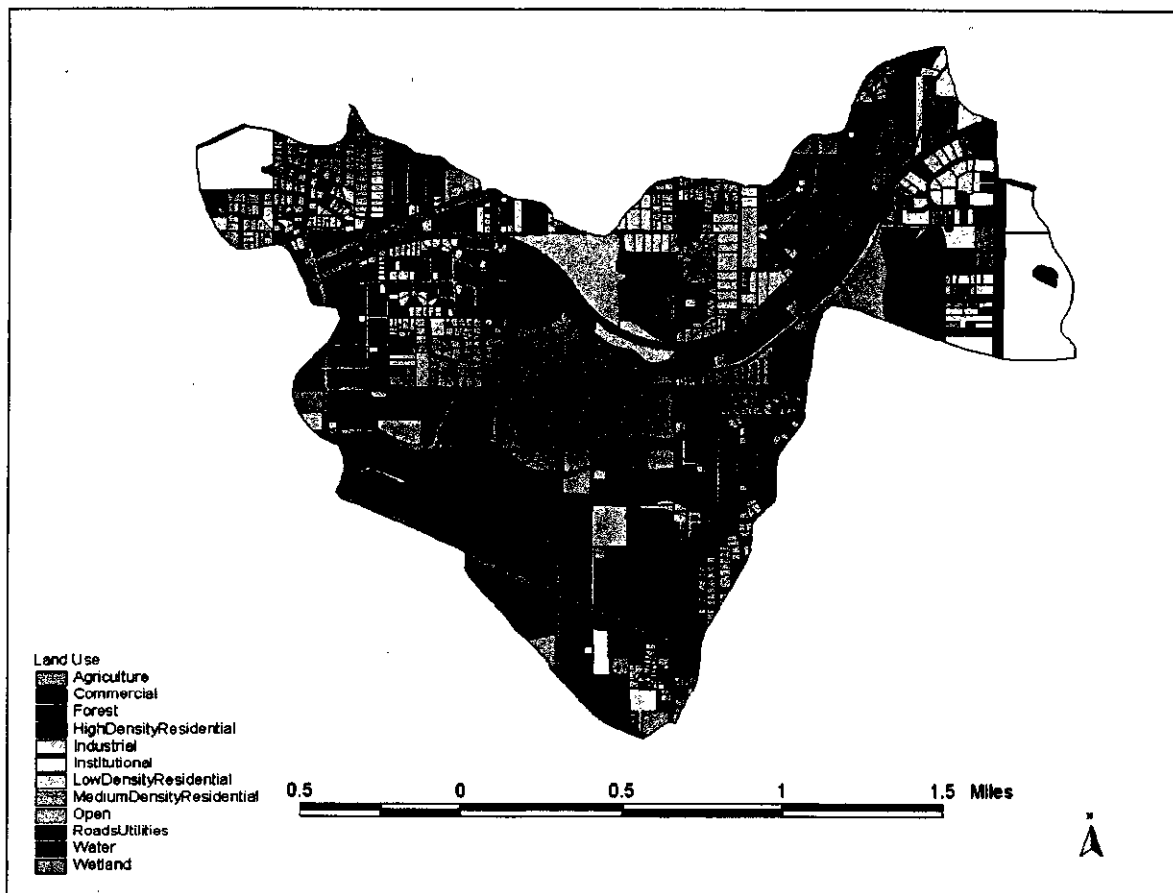 Land Use
Agriculture
Commercial
Forest
HighDensityResidential
Industrial
Institutional
LowDensityResidential
MediumDensityResidential
Open
RoadsUtilities
Water
Wetland
0.5 0 0.5 1 1.5 Miles
N